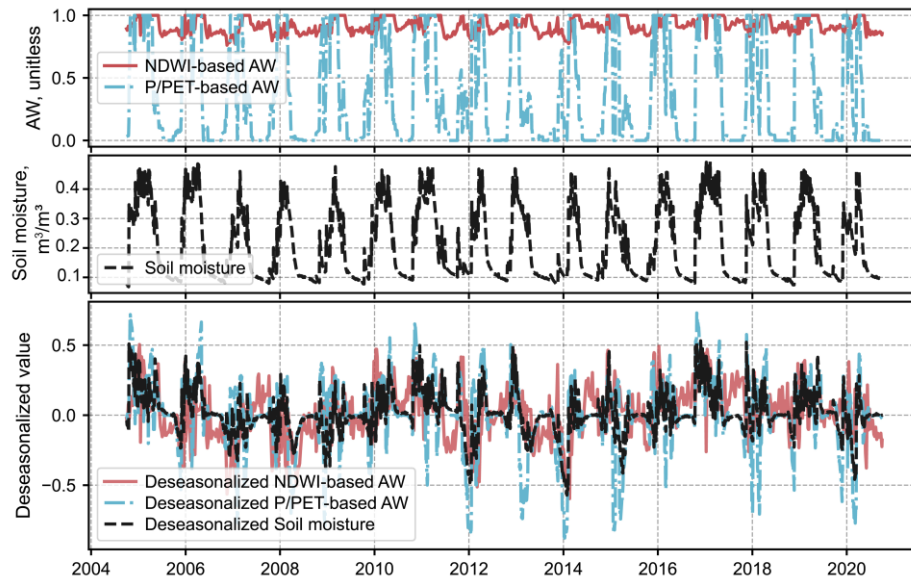 AW, unitless
1.0
0.5
0.0
NDWI-based AW
P/PET-based AW
Soil moisture,
m³/m³
0.4
0.3
0.2
0.1
Soil moisture
Deseasonalized value
0.5
0.0
−0.5
Deseasonalized NDWI-based AW
Deseasonalized P/PET-based AW
Deseasonalized Soil moisture
2004 2006 2008 2010 2012 2014 2016 2018 2020